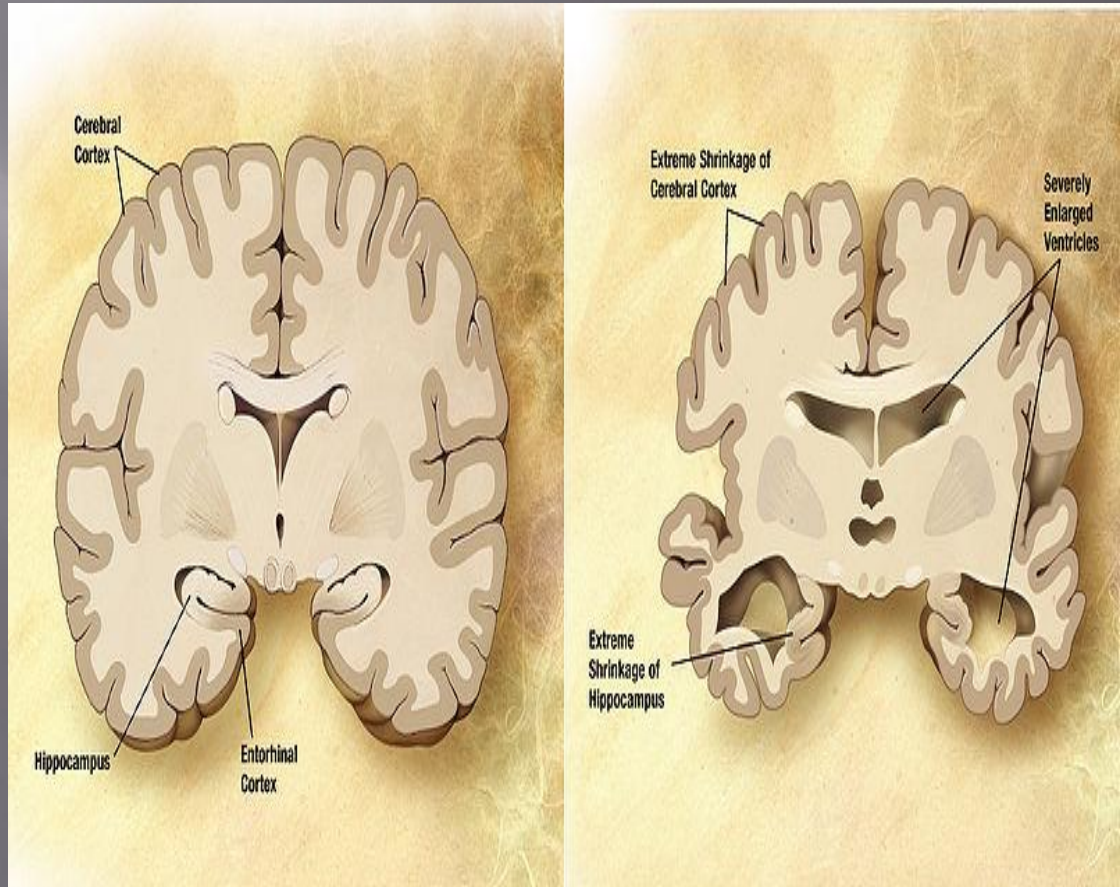 Cerebral
Cortex
Hippocampus
Entorhinal
Cortex
Extreme Shrinkage of
Cerebral Cortex
Severely
Enlarged
Ventricles
Extreme
Shrinkage of
Hippocampus